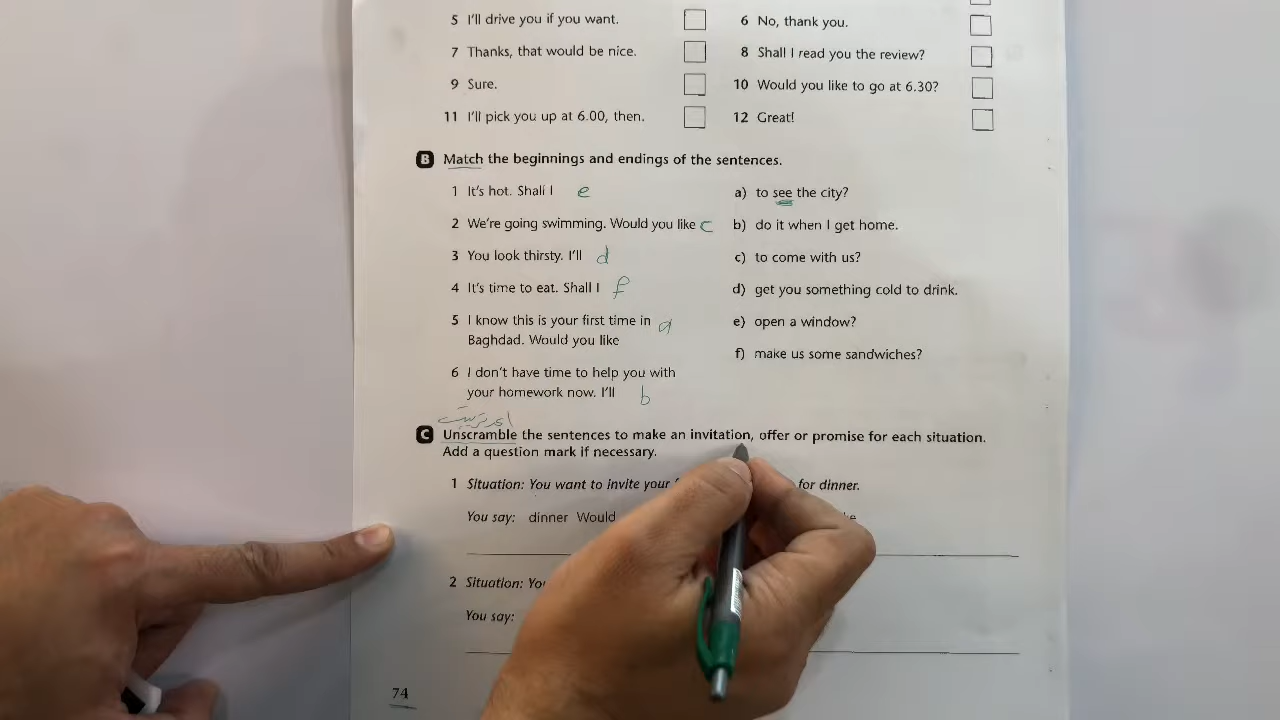 5 I'll drive you if you want.
6 No, thank you.
7 Thanks, that would be nice.
8 Shall I read you the review?
9 Sure.
10 Would you like to go at 6.30?
11 I'll pick you up at 6.00, then.
12 Great!
B Match the beginnings and endings of the sentences.
1 It's hot. Shall I e
a) to see the city?
2 We're going swimming. Would you like c
b) do it when I get home.
3 You look thirsty. I'll d
c) to come with us?
4 It's time to eat. Shall I f
d) get you something cold to drink.
5 I know this is your first time in a
Baghdad. Would you like
e) open a window?
f) make us some sandwiches?
6 I don't have time to help you with
your homework now. I'll b
C Unscramble the sentences to make an invitation, offer or promise for each situation.
Add a question mark if necessary.
1 Situation: You want to invite your for dinner.
You say: dinner Would
2 Situation:
You say:
74